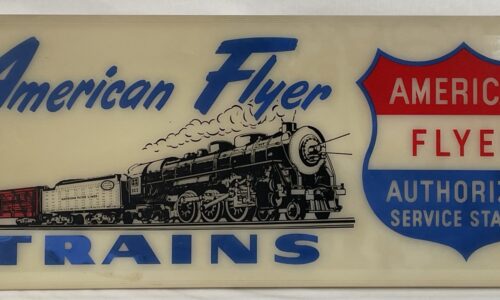 American Flyer
TRAINS
AMERIC
FLYE
AUTHORIZ
SERVICE STA